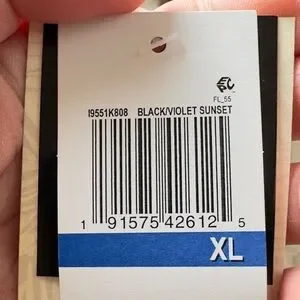 FL_55
I9551K808 BLACK/VIOLET SUNSET
1 91575 42612 5
XL